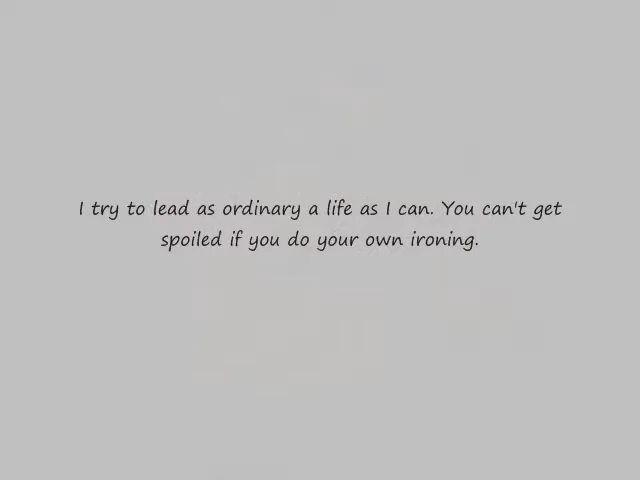 I try to lead as ordinary a life as I can. You can't get
spoiled if you do your own ironing.